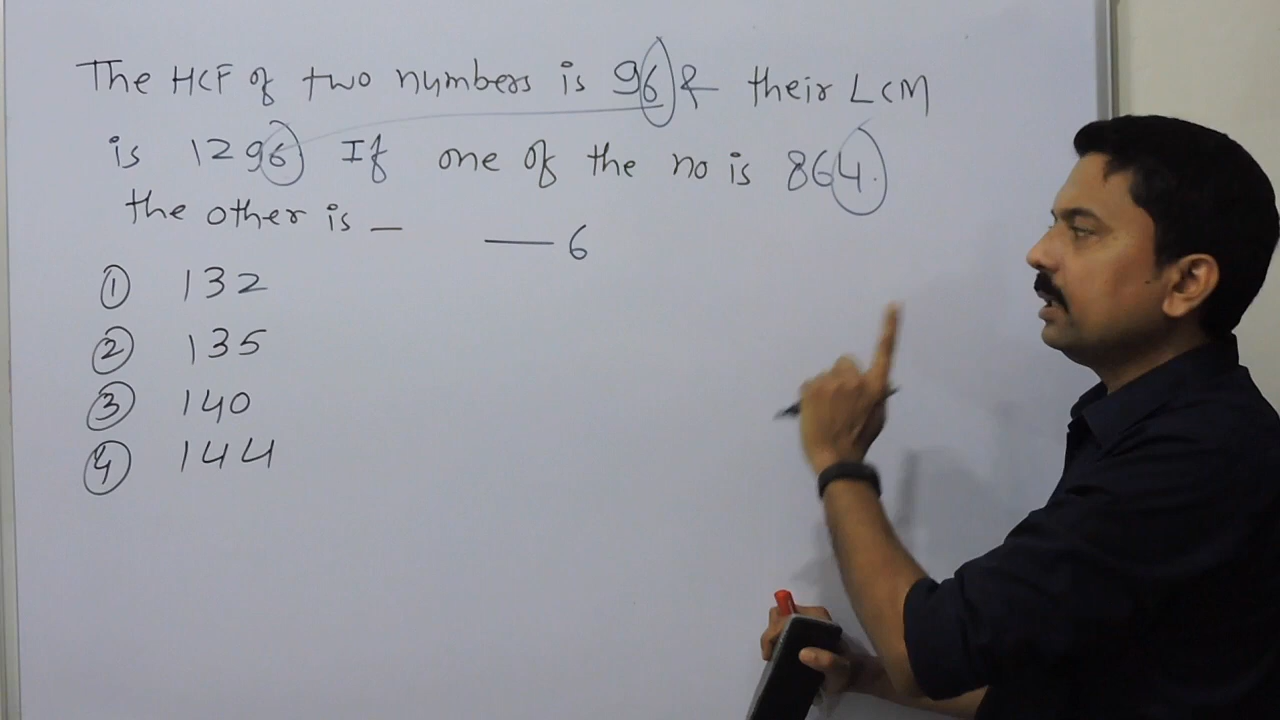 The HCF of two numbers is 96 & their LCM
is 1296 If one of the no is 864.
the other is _
— 6
① 132
② 135
③ 140
④ 144